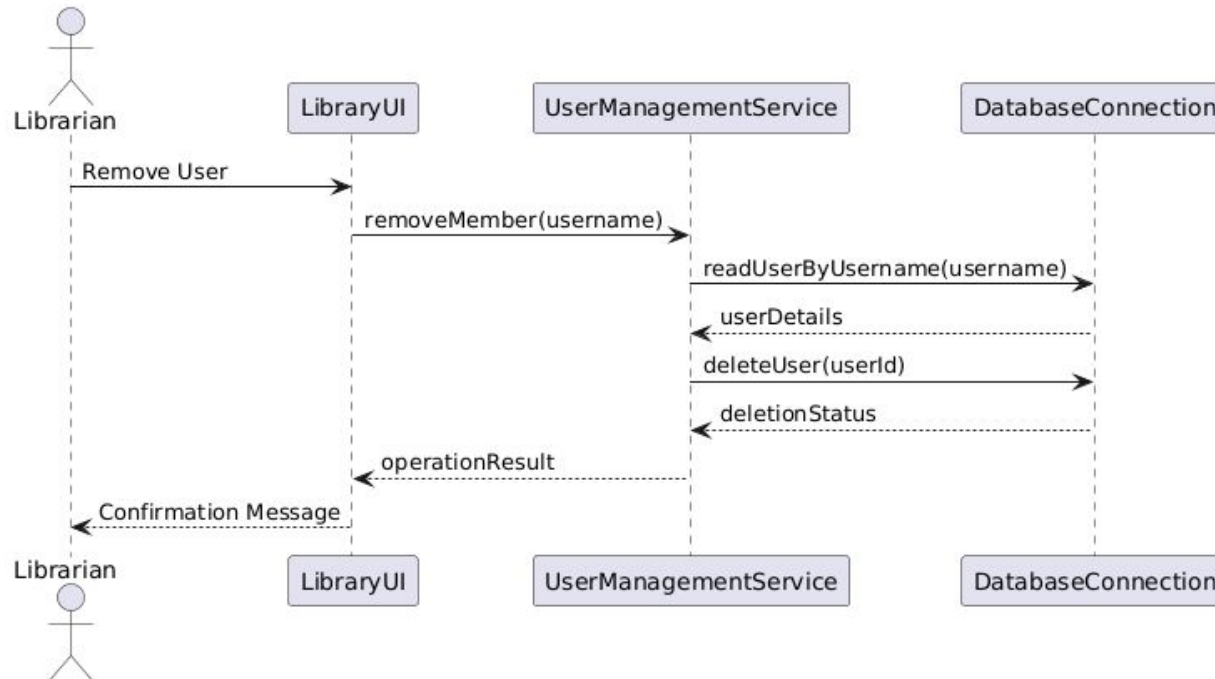 Librarian
LibraryUI
UserManagementService
DatabaseConnection
Remove User
removeMember(username)
readUserByUsername(username)
userDetails
deleteUser(userId)
deletionStatus
operationResult
Confirmation Message
Librarian
LibraryUI
UserManagementService
DatabaseConnection